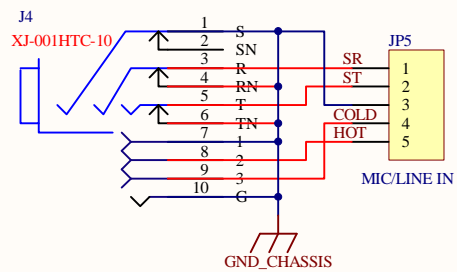 J4
XJ-001HTC-10
1 S
2 SN
3 R
4 RN
5 T
6 TN
7 1
8 2
9 3
10 G
JP5
SR 1
ST 2
3
COLD 4
HOT 5
MIC/LINE IN
GND_CHASSIS